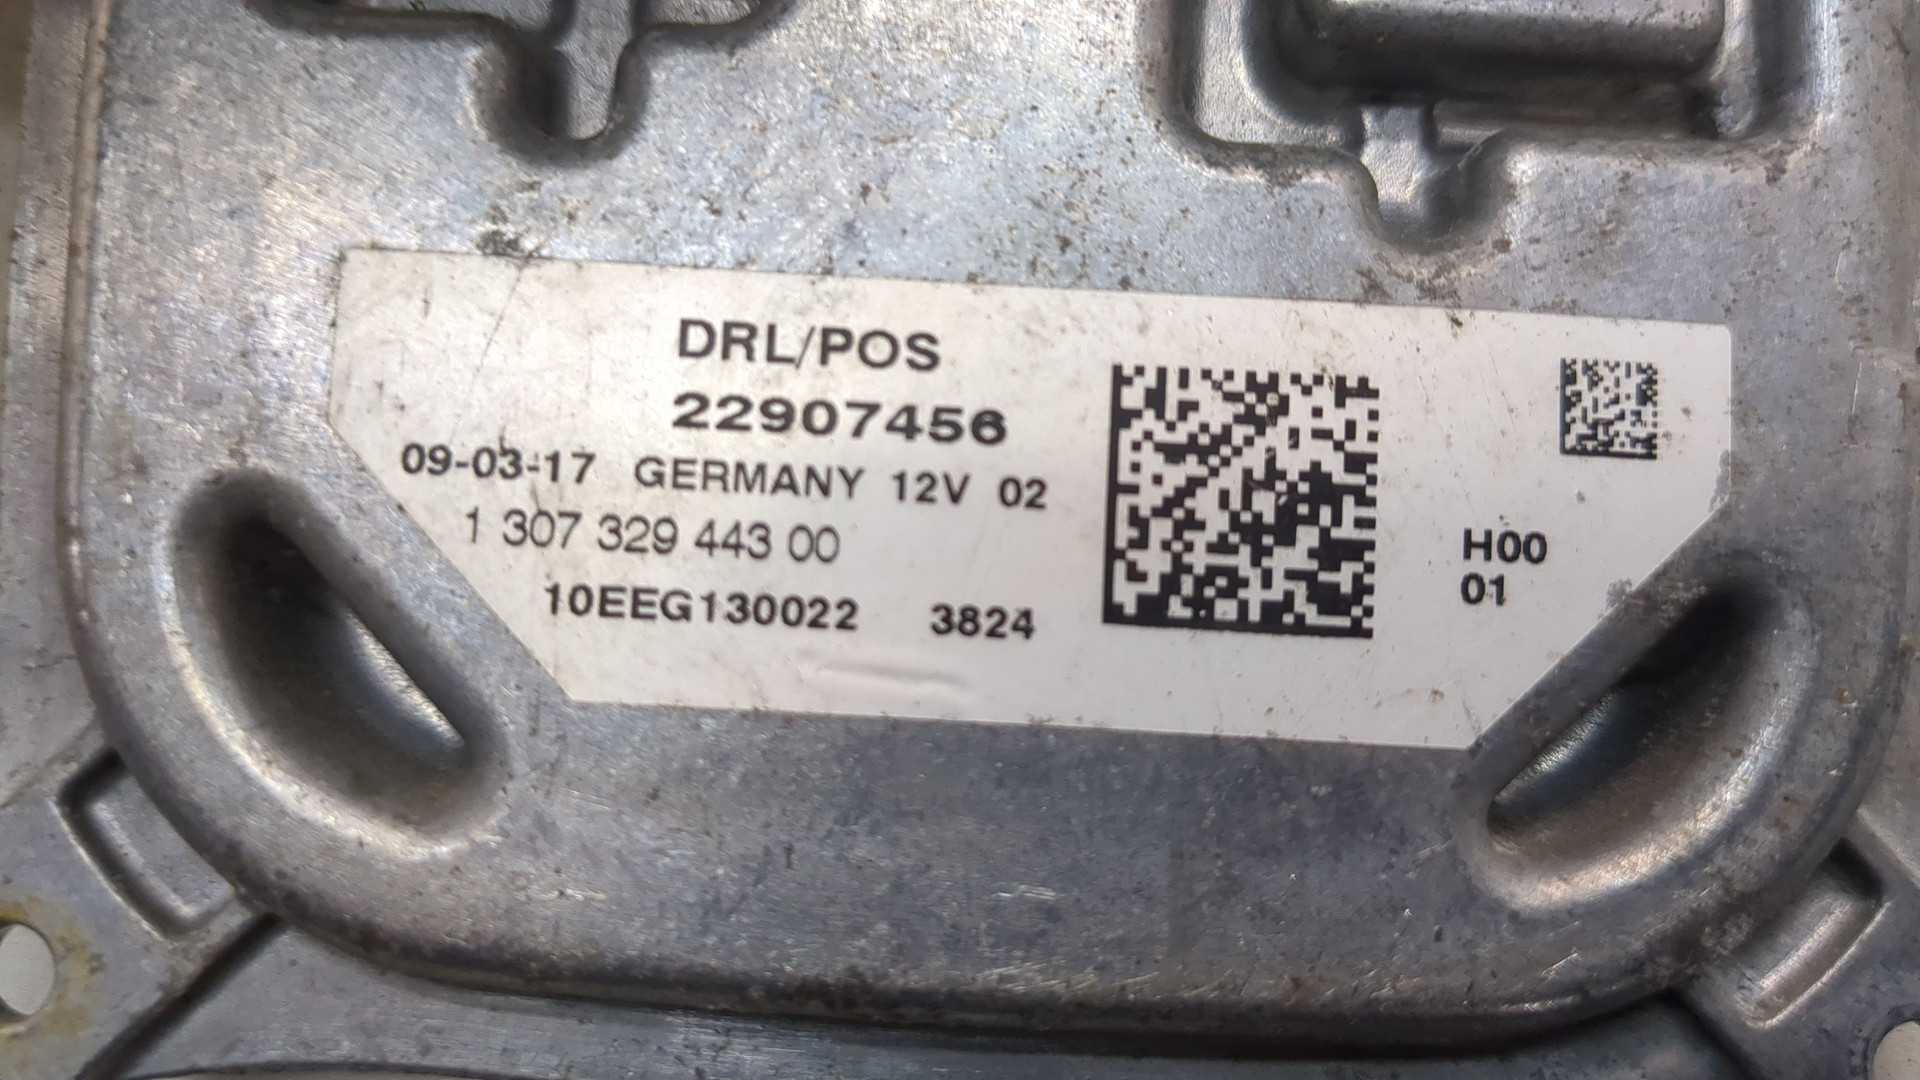 DRL/POS
22907456
09-03-17 GERMANY 12V 02
1 307 329 443 00
10EEG130022 3824
H00
01